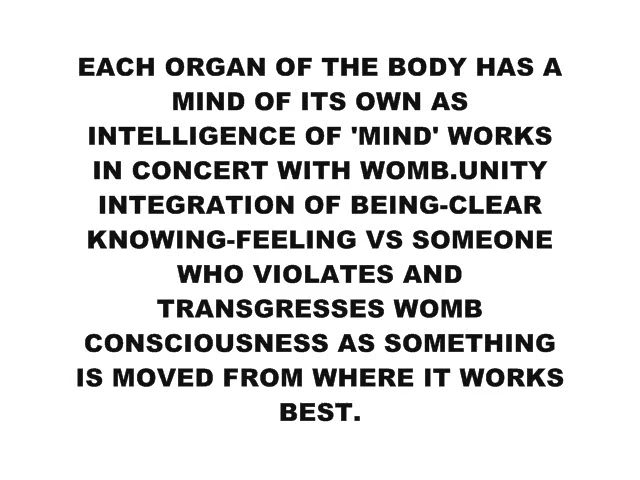 EACH ORGAN OF THE BODY HAS A
MIND OF ITS OWN AS
INTELLIGENCE OF 'MIND' WORKS
IN CONCERT WITH WOMB.UNITY
INTEGRATION OF BEING-CLEAR
KNOWING-FEELING VS SOMEONE
WHO VIOLATES AND
TRANSGRESSES WOMB
CONSCIOUSNESS AS SOMETHING
IS MOVED FROM WHERE IT WORKS
BEST.